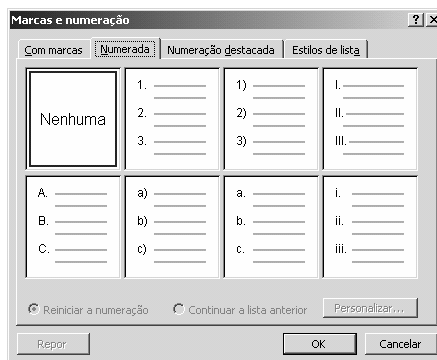 Marcas e numeração
Com marcas Numerada Numeração destacada Estilos de lista
Nenhuma
1.
2.
3.
1)
2)
3)
I.
II.
III.
A.
B.
C.
a)
b)
c)
a.
b.
c.
i.
ii.
iii.
Reiniciar a numeração Continuar a lista anterior Personalizar...
Repor OK Cancelar